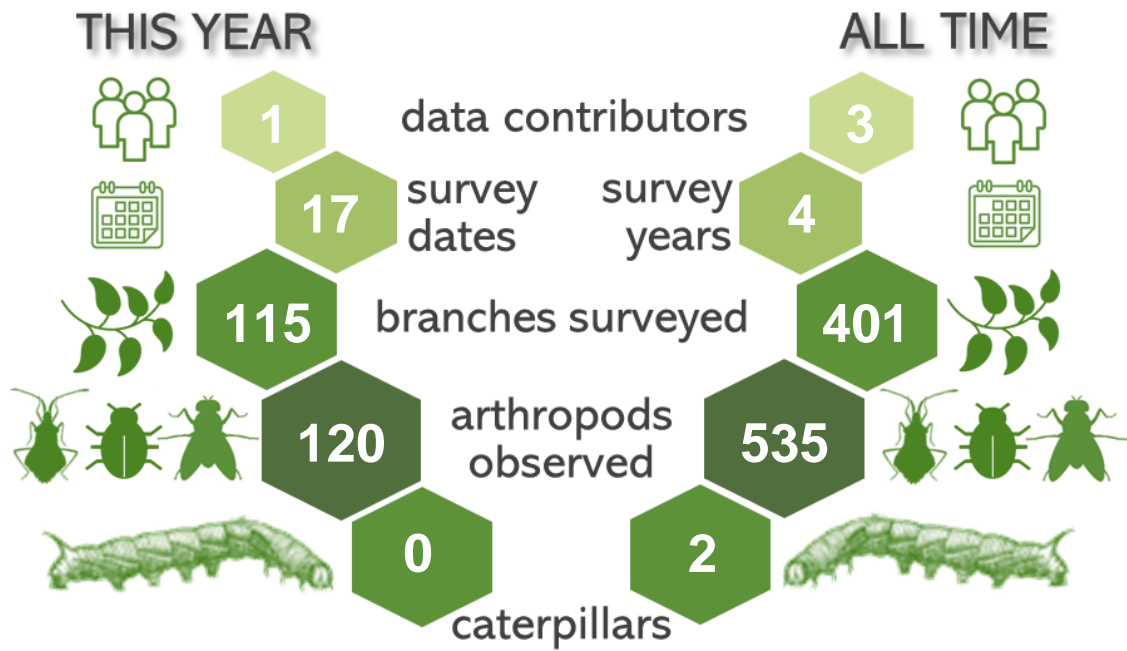 THIS YEAR ALL TIME
1 data contributors 3
17 survey dates survey years 4
115 branches surveyed 401
120 arthropods observed 535
0 2
caterpillars